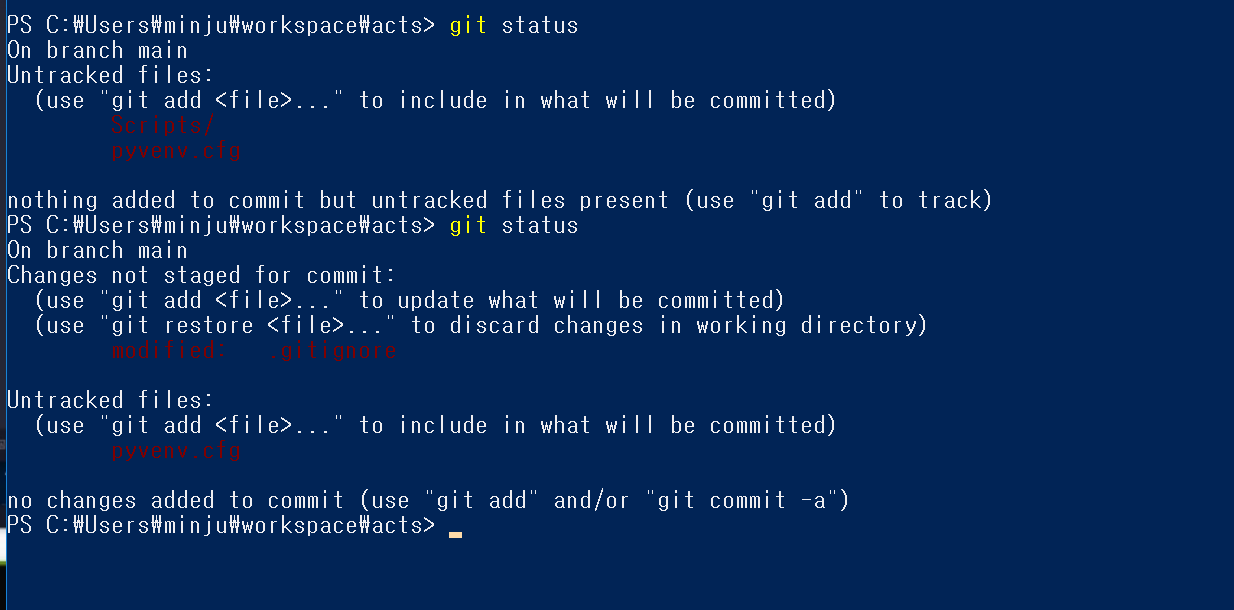 PS C:₩Users₩minju₩workspace₩acts> git status
On branch main
Untracked files:
  (use "git add <file>..." to include in what will be committed)
        Scripts/
        pyvenv.cfg

nothing added to commit but untracked files present (use "git add" to track)
PS C:₩Users₩minju₩workspace₩acts> git status
On branch main
Changes not staged for commit:
  (use "git add <file>..." to update what will be committed)
  (use "git restore <file>..." to discard changes in working directory)
        modified:   .gitignore

Untracked files:
  (use "git add <file>..." to include in what will be committed)
        pyvenv.cfg

no changes added to commit (use "git add" and/or "git commit -a")
PS C:₩Users₩minju₩workspace₩acts>